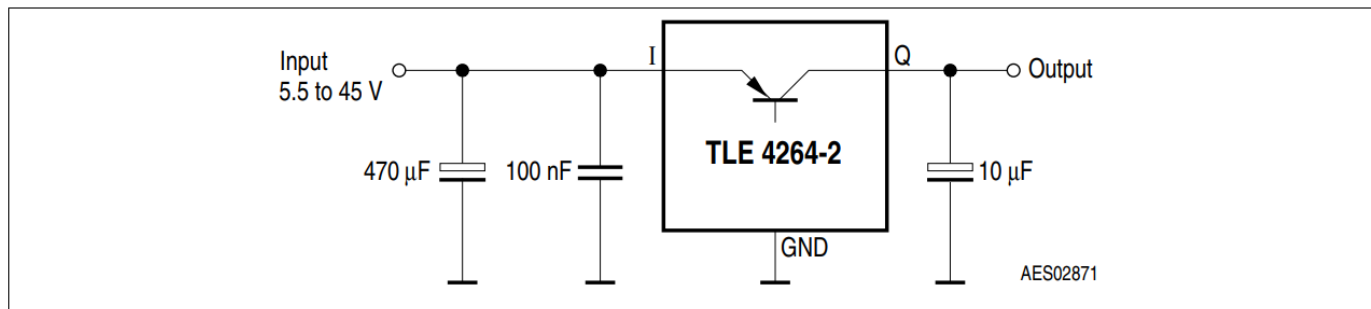 Input
5.5 to 45 V
I
Q
Output
470 μF
100 nF
TLE 4264-2
10 μF
GND
AES02871